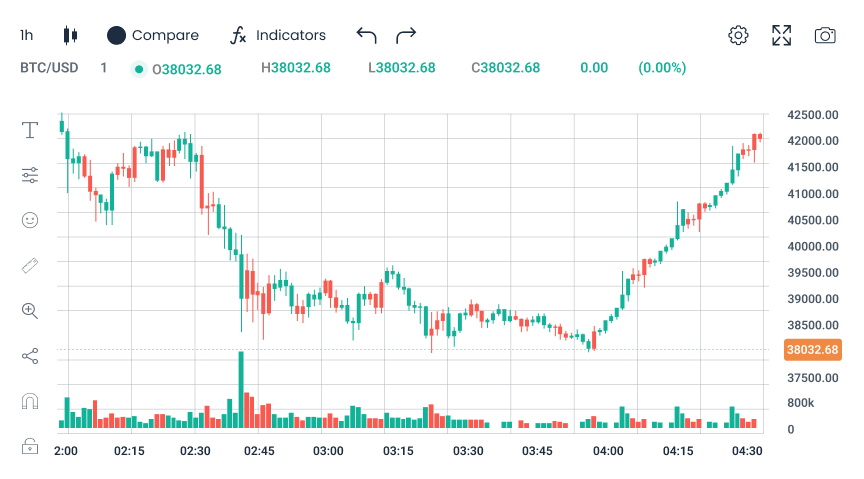 1h Compare fx Indicators
BTC/USD 1 O38032.68 H38032.68 L38032.68 C38032.68 0.00 (0.00%)
42500.00
T
42000.00
41500.00
41000.00
40500.00
40000.00
39500.00
39000.00
38500.00
38032.68
37500.00
800k
0
2:00 02:15 02:30 02:45 03:00 03:15 03:30 03:45 04:00 04:15 04:30